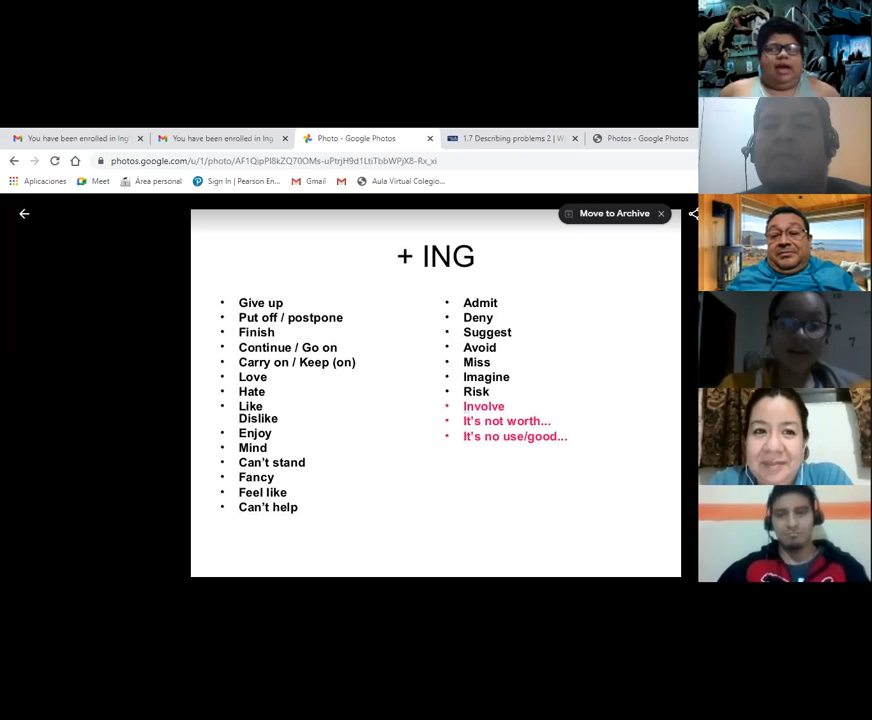 You have been enrolled in Ing
You have been enrolled in Ing
Photo - Google Photos
1.7 Describing problems 2 | W
Photos - Google Photos
photos.google.com/u/1/photo/AF1QipPl8kZQ70OMs-uPtrjH9d1LtiTbbWPjX8-Rx_xi
Aplicaciones
Meet
Área personal
Sign In | Pearson En...
Gmail
Aula Virtual Colegio...
Move to Archive
+ ING
• Give up
• Put off / postpone
• Finish
• Continue / Go on
• Carry on / Keep (on)
• Love
• Hate
• Like
Dislike
• Enjoy
• Mind
• Can't stand
• Fancy
• Feel like
• Can't help
• Admit
• Deny
• Suggest
• Avoid
• Miss
• Imagine
• Risk
• Involve
• It's not worth...
• It's no use/good...